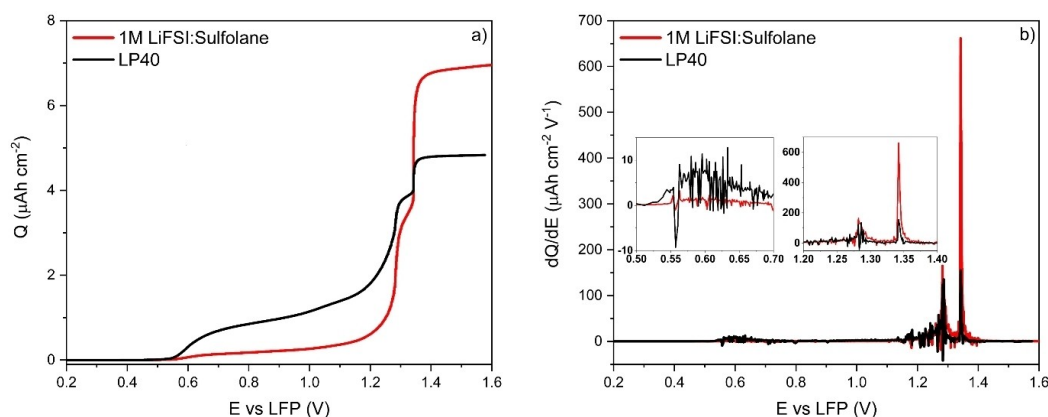 a)
1M LiFSI:Sulfolane
LP40
Q (µAh cm⁻²)
8
6
4
2
0
0.2 0.4 0.6 0.8 1.0 1.2 1.4 1.6
E vs LFP (V)
b)
1M LiFSI:Sulfolane
LP40
dQ/dE (µAh cm⁻² V⁻¹)
700
600
500
400
300
200
150
100
50
0
-50
0.2 0.4 0.6 0.8 1.0 1.2 1.4 1.6
E vs LFP (V)
10
5
0
-10
0.50 0.55 0.60 0.65 0.70
600
400
200
0
1.20 1.25 1.30 1.35 1.40